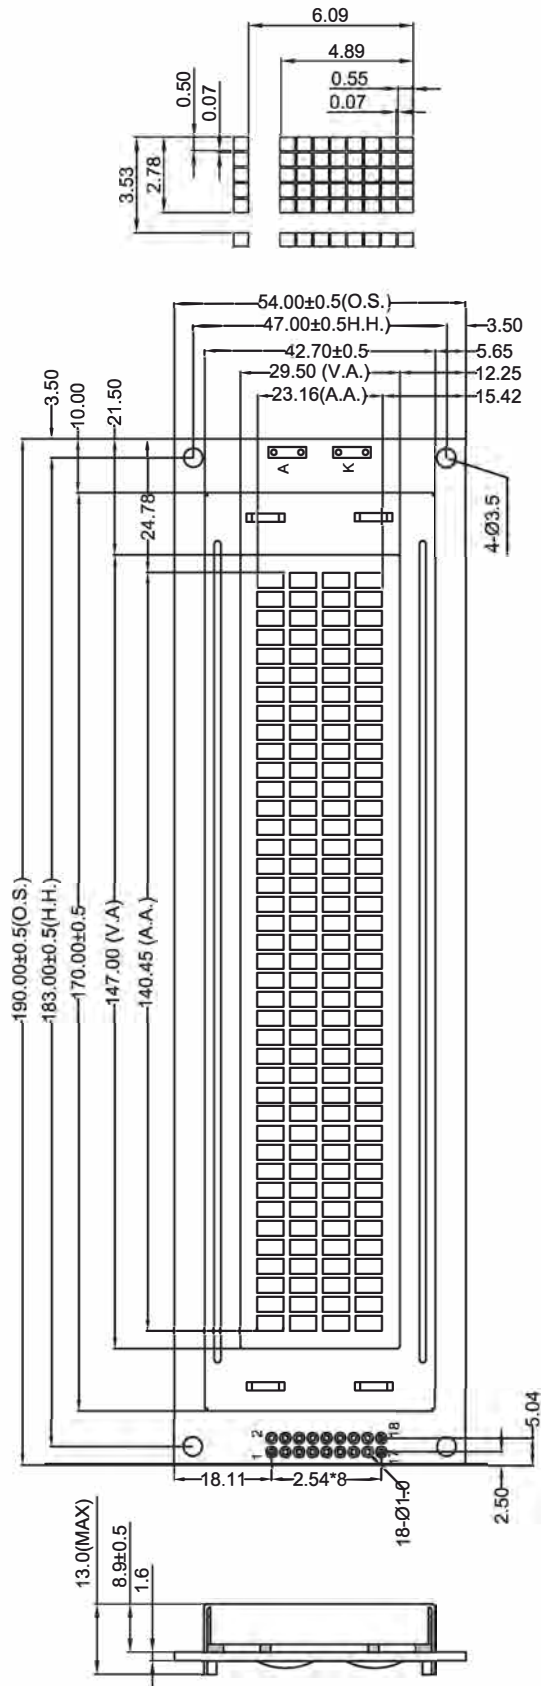 6.09
4.89
0.55
0.07
0.50
0.07
3.53
2.78
54.00±0.5(O.S.)
47.00±0.5H.H.
3.50
42.70±0.5
5.65
29.50 (V.A.)
12.25
23.16(A.A.)
15.42
3.50
10.00
21.50
24.78
A
K
4-Ø3.5
190.00±0.5(O.S.)
183.00±0.5(H.H.)
170.00±0.5
147.00 (V.A)
140.45 (A.A.)
2
18
1
17
5.04
18.11
2.54*8
18-Ø1.0
2.50
13.0(MAX)
8.9±0.5
1.6